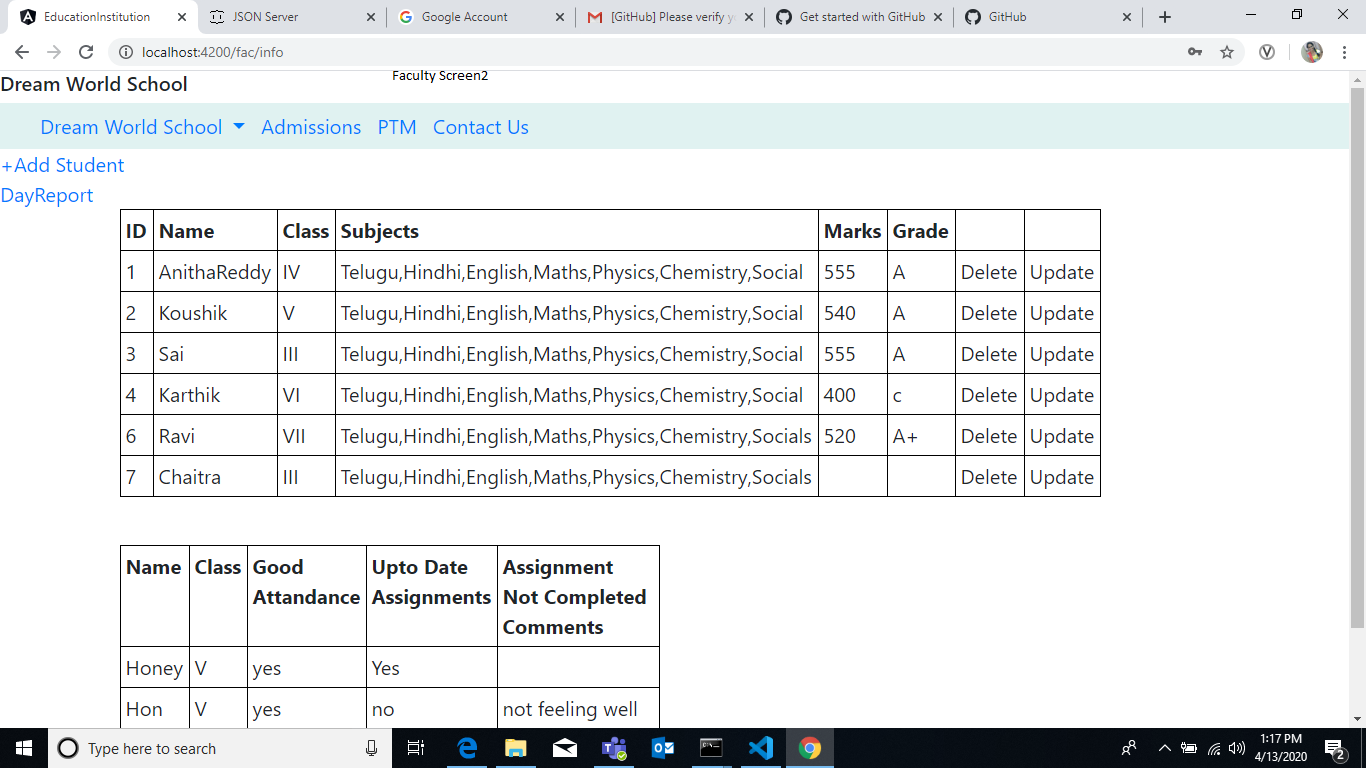 EducationInstitution
JSON Server
Google Account
[GitHub] Please verify yo
Get started with GitHub
GitHub
localhost:4200/fac/info
Faculty Screen2
Dream World School
Dream World School Admissions PTM Contact Us
+Add Student
DayReport
ID Name Class Subjects Marks Grade
1 AnithaReddy IV Telugu,Hindhi,English,Maths,Physics,Chemistry,Social 555 A Delete Update
2 Koushik V Telugu,Hindhi,English,Maths,Physics,Chemistry,Social 540 A Delete Update
3 Sai III Telugu,Hindhi,English,Maths,Physics,Chemistry,Social 555 A Delete Update
4 Karthik VI Telugu,Hindhi,English,Maths,Physics,Chemistry,Social 400 c Delete Update
6 Ravi VII Telugu,Hindhi,English,Maths,Physics,Chemistry,Socials 520 A+ Delete Update
7 Chaitra III Telugu,Hindhi,English,Maths,Physics,Chemistry,Socials Delete Update
Name Class Good Upto Date Assignment
Attandance Assignments Not Completed
Comments
Honey V yes Yes
Hon V yes no not feeling well
Type here to search
1:17 PM
4/13/2020
2